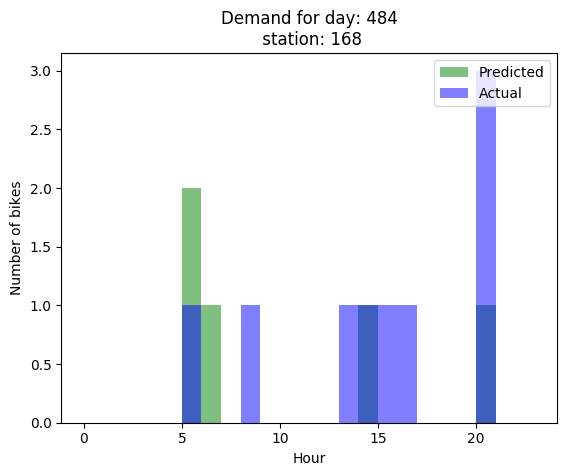 Demand for day: 484
station: 168
3.0
2.5
2.0
1.5
1.0
0.5
0.0
Number of bikes
Predicted
Actual
0 5 10 15 20
Hour